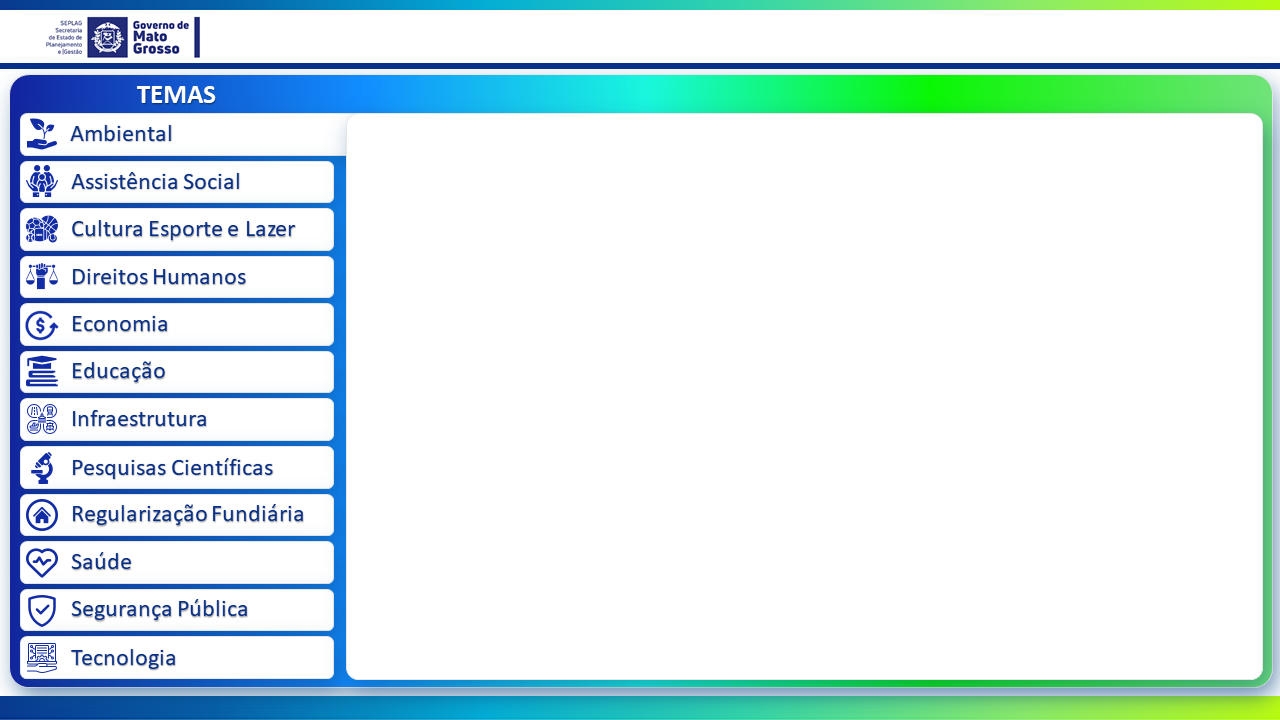 SEPLAG
Secretaria
de Estado de
Planejamento
e |Gestão
Governo de
Mato
Grosso
TEMAS
Ambiental
Assistência Social
Cultura Esporte e Lazer
Direitos Humanos
Economia
Educação
Infraestrutura
Pesquisas Científicas
Regularização Fundiária
Saúde
Segurança Pública
Tecnologia